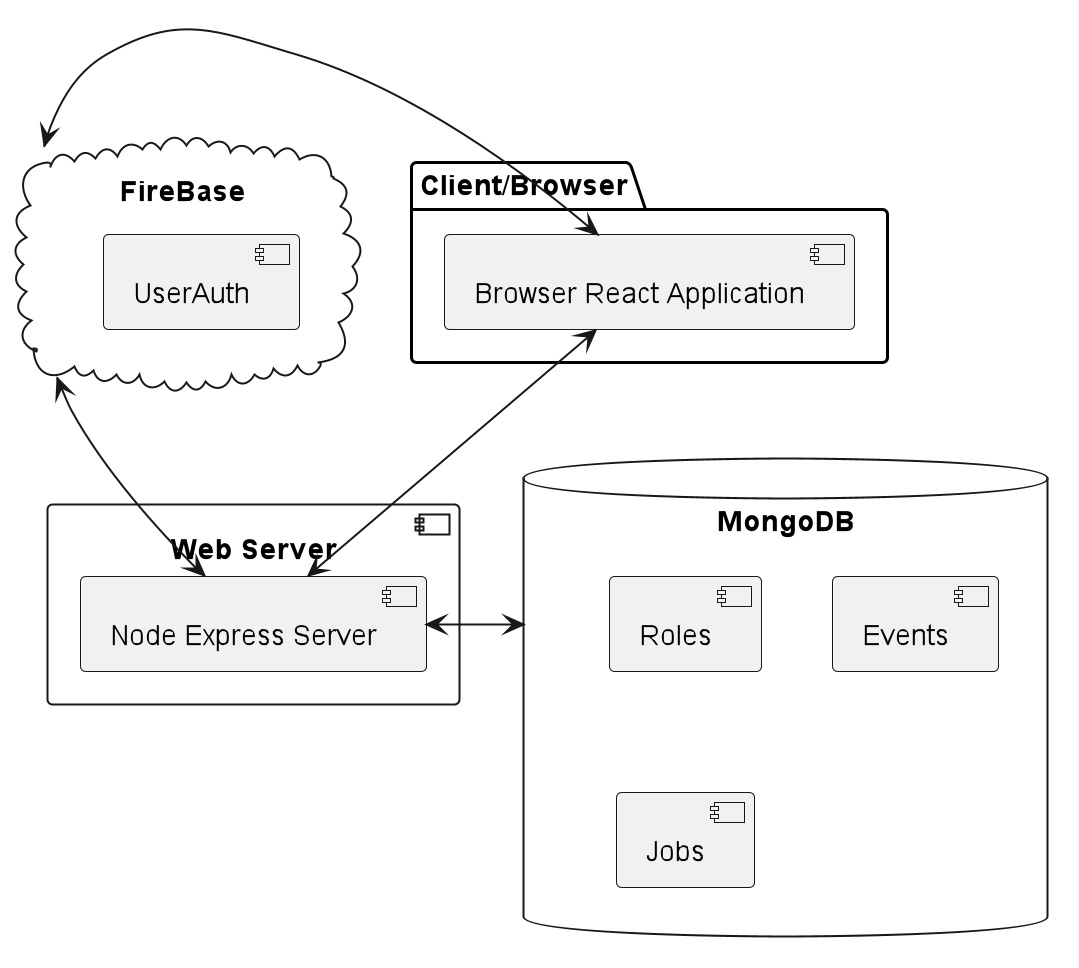 FireBase
Client/Browser
UserAuth
Browser React Application
MongoDB
Web Server
Node Express Server
Roles
Events
Jobs